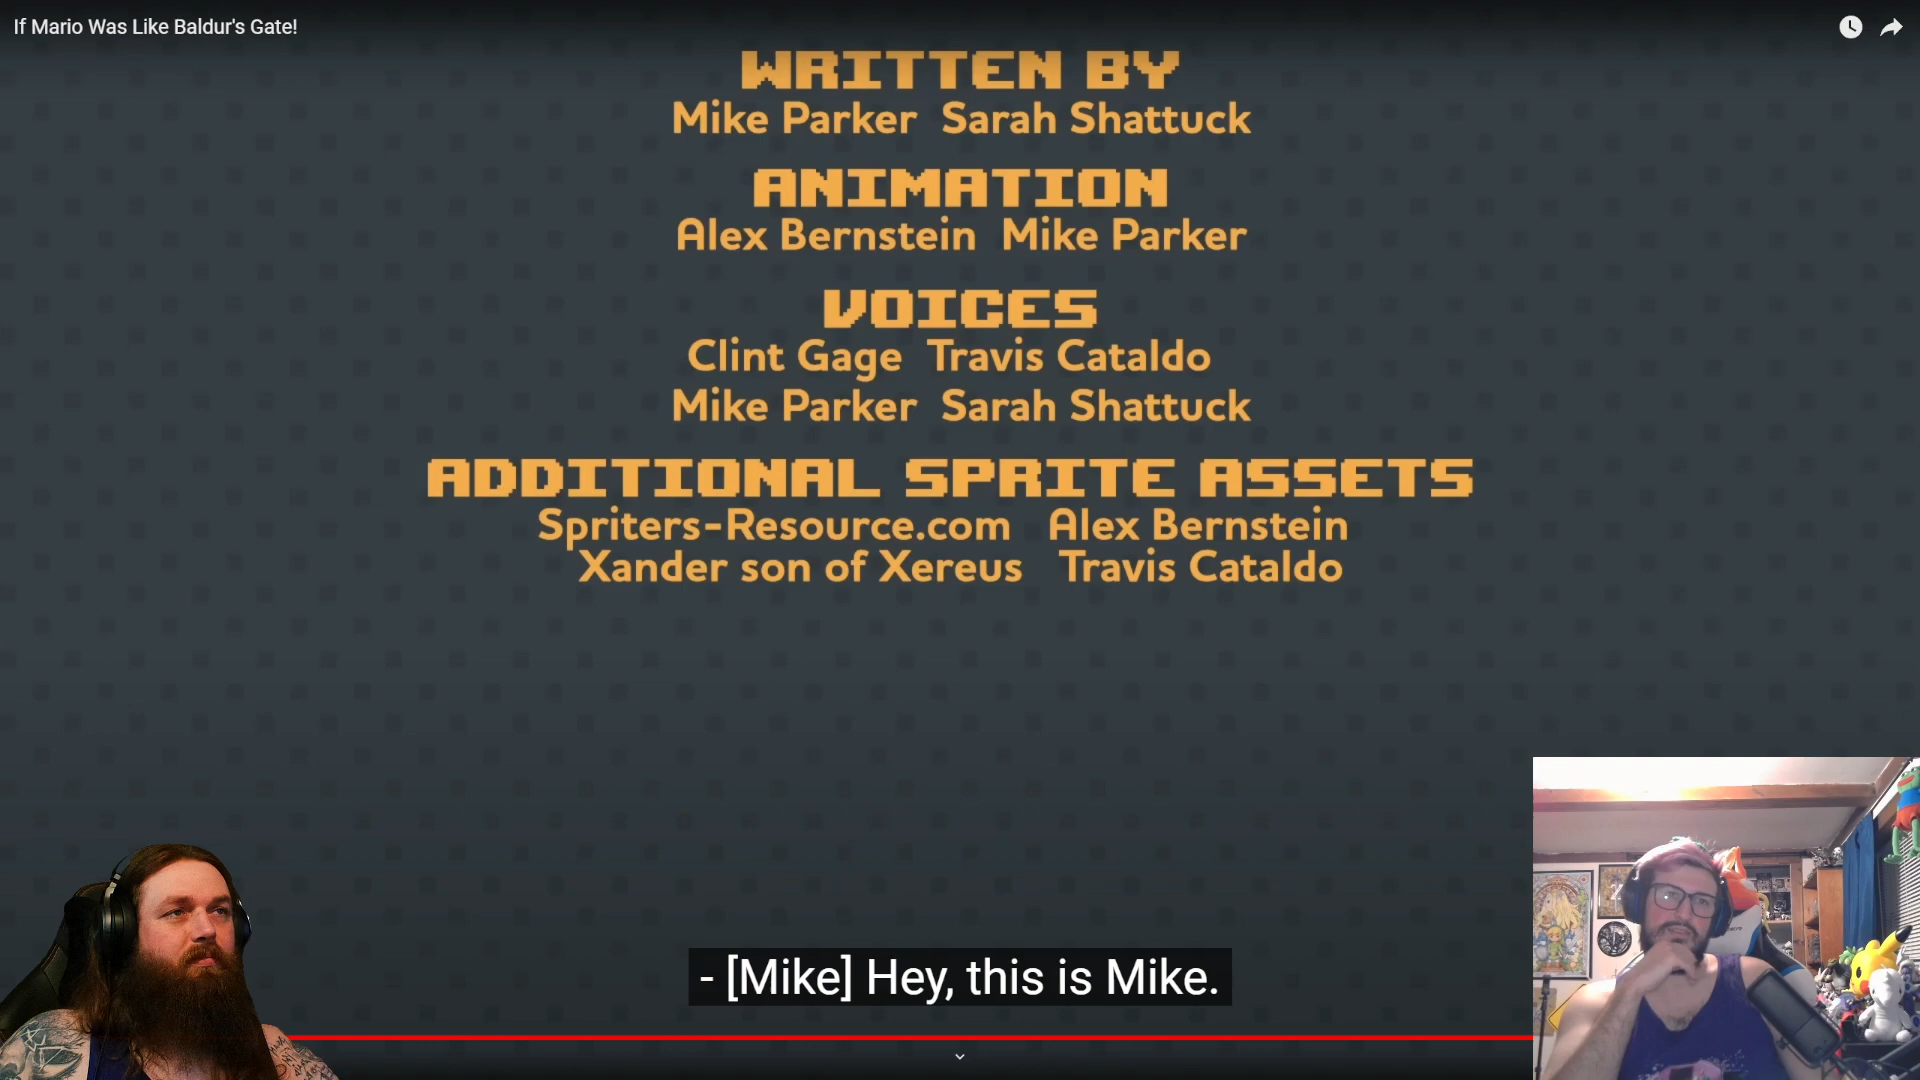 If Mario Was Like Baldur's Gate!
WRITTEN BY
Mike Parker Sarah Shattuck
ANIMATION
Alex Bernstein Mike Parker
VOICES
Clint Gage Travis Cataldo
Mike Parker Sarah Shattuck
ADDITIONAL SPRITE ASSETS
Spriters-Resource.com Alex Bernstein
Xander son of Xereus Travis Cataldo
- [Mike] Hey, this is Mike.